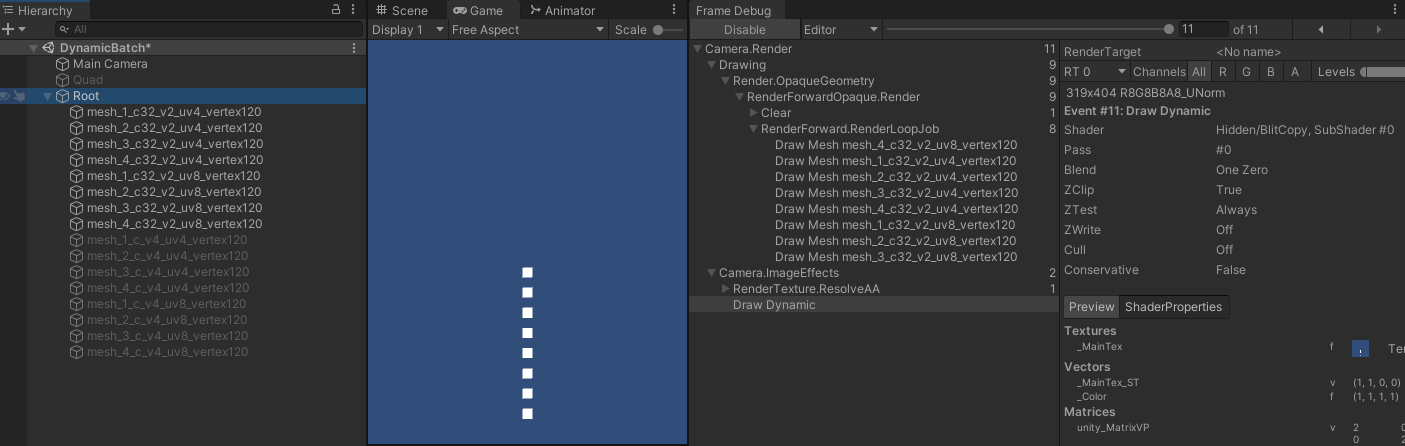 Hierarchy
All
DynamicBatch*
Main Camera
Quad
Root
mesh_1_c32_v2_uv4_vertex120
mesh_2_c32_v2_uv4_vertex120
mesh_3_c32_v2_uv4_vertex120
mesh_4_c32_v2_uv4_vertex120
mesh_1_c32_v2_uv8_vertex120
mesh_2_c32_v2_uv8_vertex120
mesh_3_c32_v2_uv8_vertex120
mesh_4_c32_v2_uv8_vertex120
mesh_1_c_v4_uv4_vertex120
mesh_2_c_v4_uv4_vertex120
mesh_3_c_v4_uv4_vertex120
mesh_4_c_v4_uv4_vertex120
mesh_1_c_v4_uv8_vertex120
mesh_2_c_v4_uv8_vertex120
mesh_3_c_v4_uv8_vertex120
mesh_4_c_v4_uv8_vertex120
Scene Game Animator
Display 1 Free Aspect Scale
Frame Debug
Disable Editor 11 of 11
Camera.Render 11
Drawing 9
Render.OpaqueGeometry 9
RenderForwardOpaque.Render 9
Clear 1
RenderForward.RenderLoopJob 8
Draw Mesh mesh_4_c32_v2_uv8_vertex120
Draw Mesh mesh_1_c32_v2_uv4_vertex120
Draw Mesh mesh_2_c32_v2_uv4_vertex120
Draw Mesh mesh_3_c32_v2_uv4_vertex120
Draw Mesh mesh_4_c32_v2_uv4_vertex120
Draw Mesh mesh_1_c32_v2_uv8_vertex120
Draw Mesh mesh_2_c32_v2_uv8_vertex120
Draw Mesh mesh_3_c32_v2_uv8_vertex120
Camera.ImageEffects 2
RenderTexture.ResolveAA 1
Draw Dynamic
RenderTarget <No name>
RT 0 Channels All R G B A Levels
319x404 R8G8B8A8_UNorm
Event #11: Draw Dynamic
Shader Hidden/BlitCopy, SubShader #0
Pass #0
Blend One Zero
ZClip True
ZTest Always
ZWrite Off
Cull Off
Conservative False
Preview ShaderProperties
Textures
_MainTex f
Vectors
_MainTex_ST v (1, 1, 0, 0)
_Color f (1, 1, 1, 1)
Matrices
unity_MatrixVP v 2
0